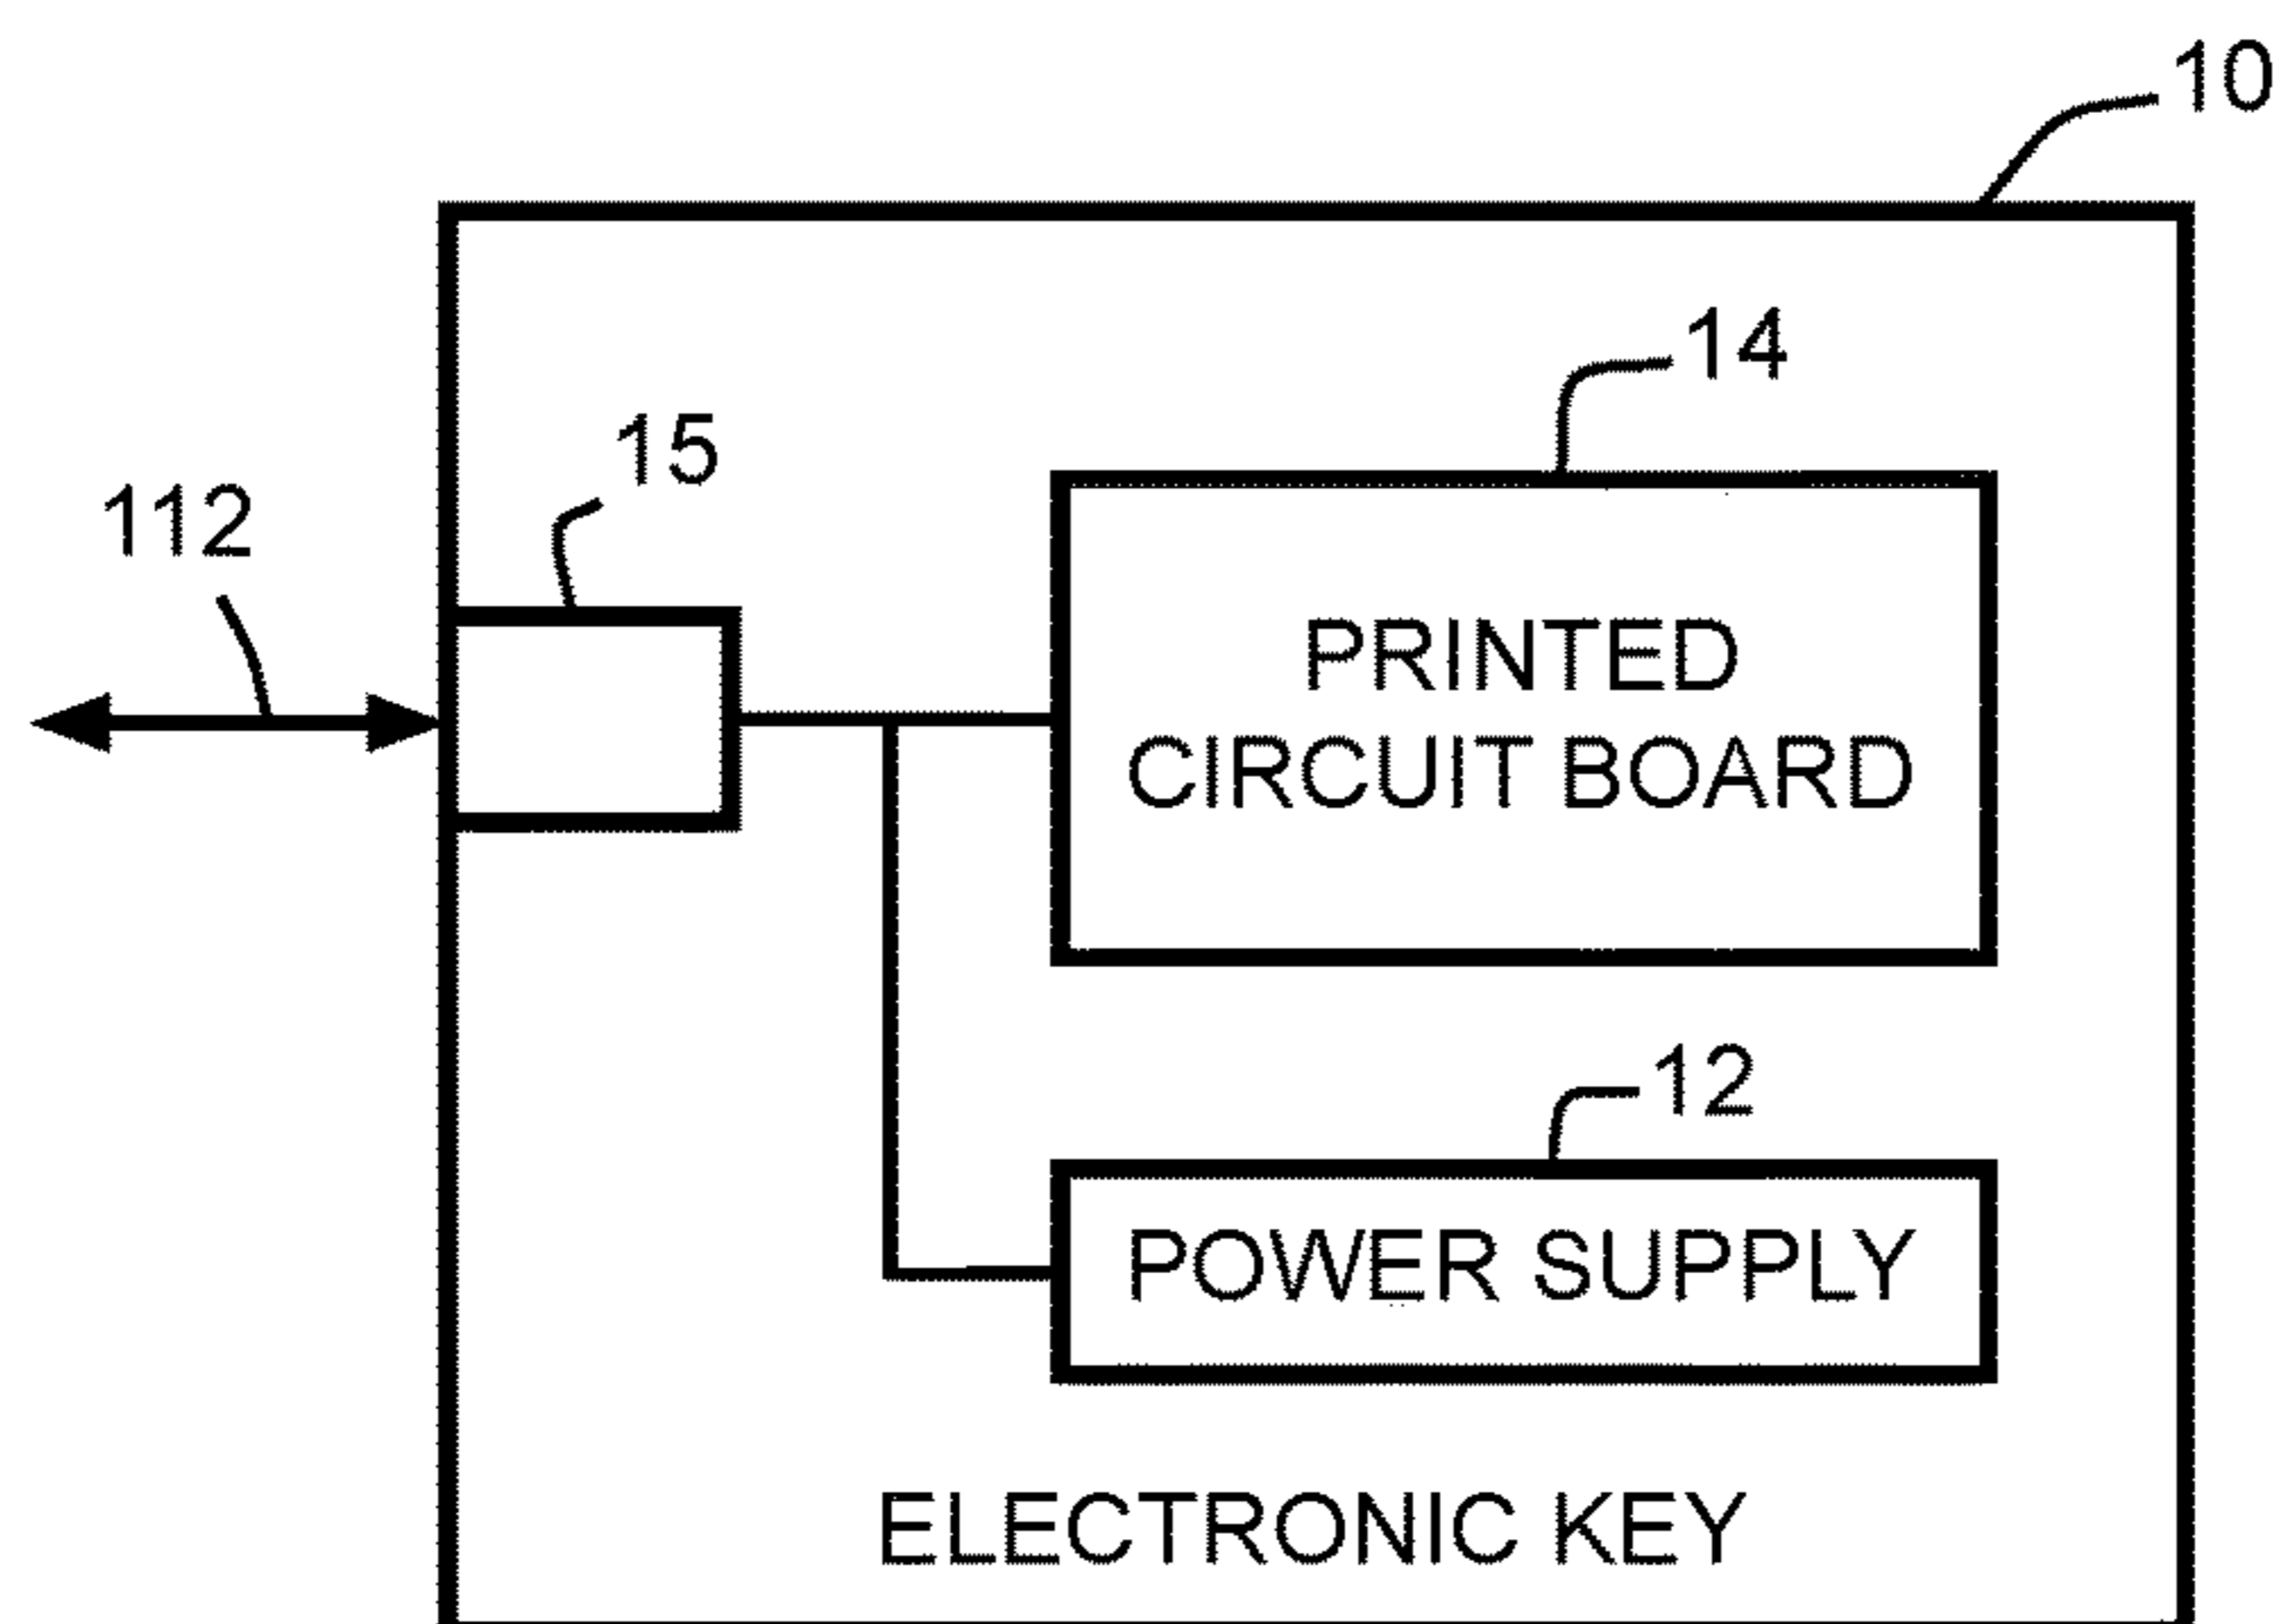 10
14
15
112
PRINTED
CIRCUIT BOARD
12
POWER SUPPLY
ELECTRONIC KEY